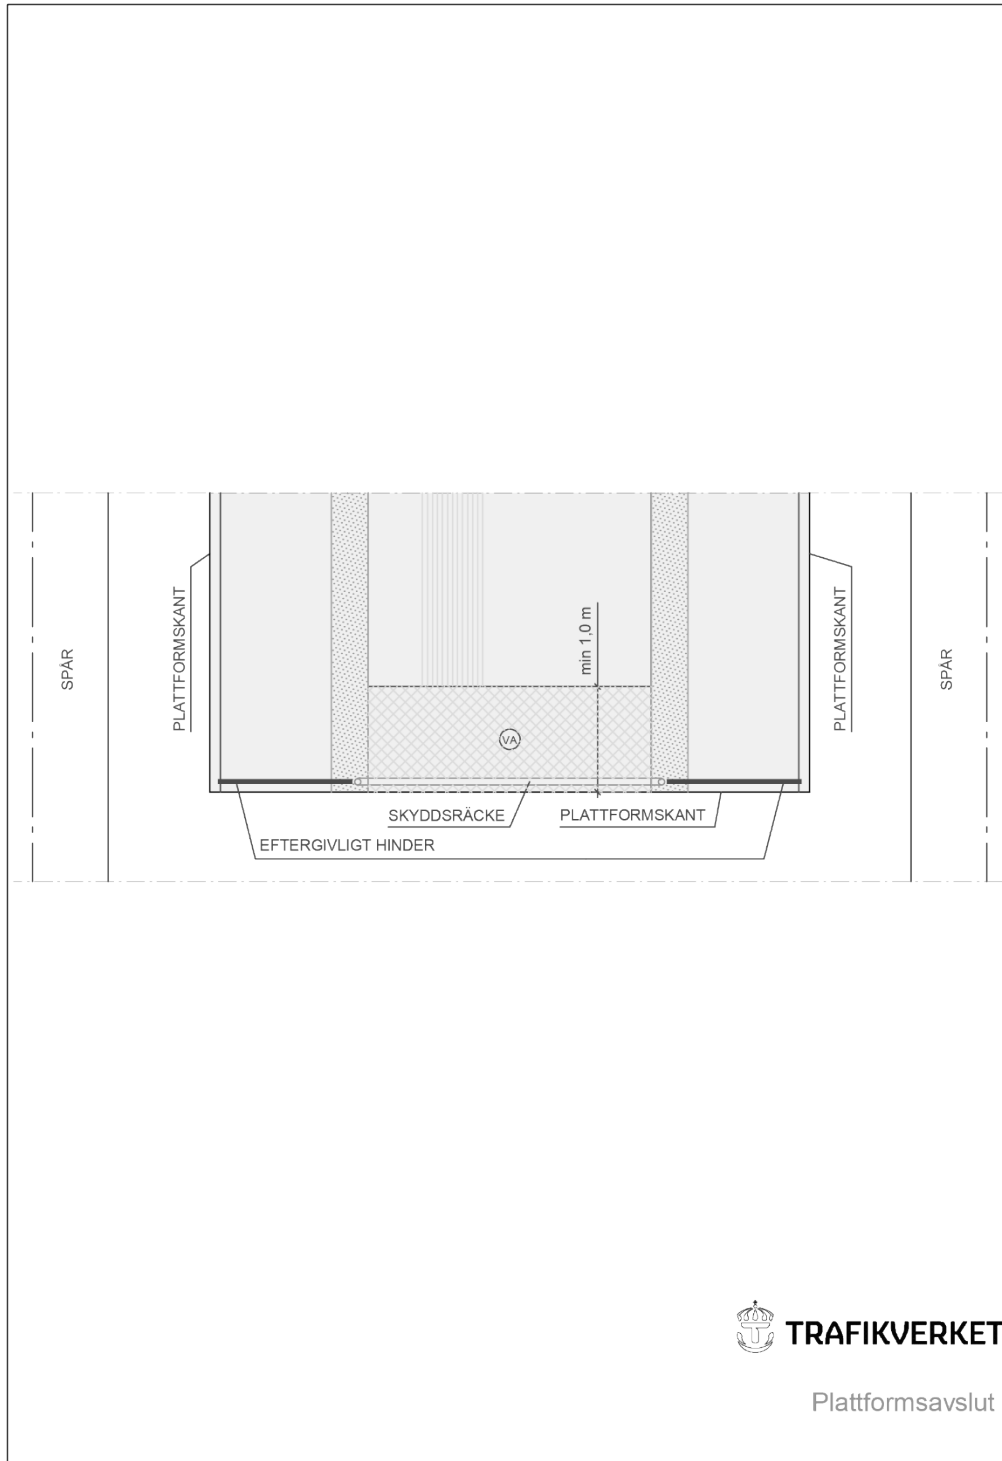 SPÅR
PLATTFORMSKANT
min 1,0 m
PLATTFORMSKANT
SPÅR
VA
SKYDDSRÄCKE
PLATTFORMSKANT
EFTERGIVLIGT HINDER
TRAFIKVERKET
Plattformsavslut